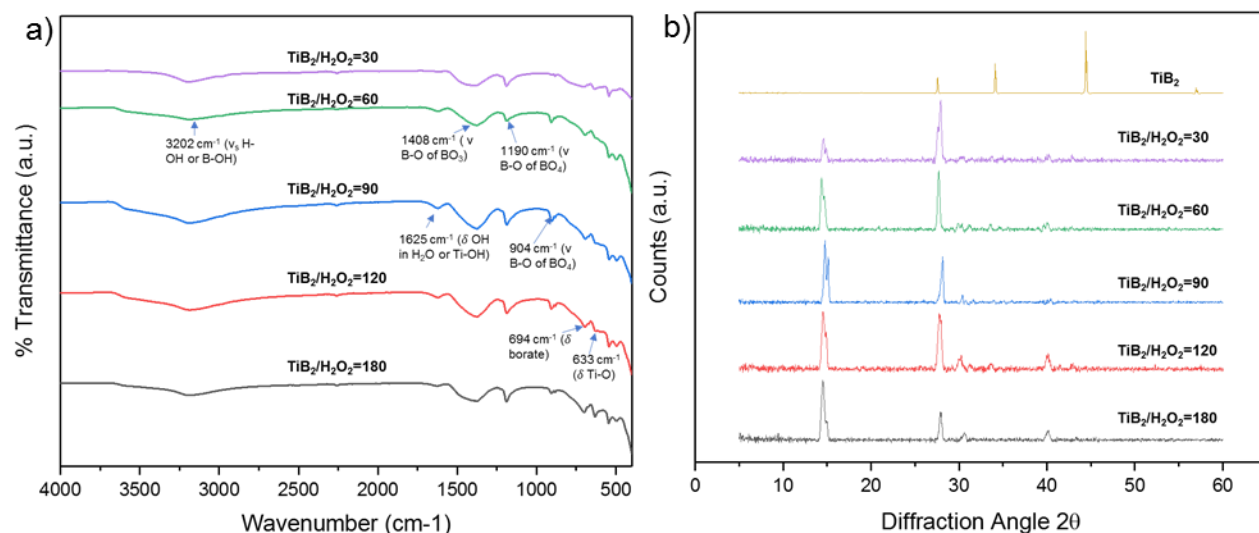 a)
TiB₂/H₂O₂=30
TiB₂/H₂O₂=60
3202 cm⁻¹ (νₛ H-
OH or B-OH)
1408 cm⁻¹ (ν
B-O of BO₃)
1190 cm⁻¹ (ν
B-O of BO₄)
TiB₂/H₂O₂=90
1625 cm⁻¹ (δ OH
in H₂O or Ti-OH)
904 cm⁻¹ (ν
B-O of BO₄)
TiB₂/H₂O₂=120
694 cm⁻¹ (δ
borate)
633 cm⁻¹
(δ Ti-O)
TiB₂/H₂O₂=180
% Transmittance (a.u.)
4000 3500 3000 2500 2000 1500 1000 500
Wavenumber (cm-1)
b)
TiB₂
TiB₂/H₂O₂=30
TiB₂/H₂O₂=60
TiB₂/H₂O₂=90
TiB₂/H₂O₂=120
TiB₂/H₂O₂=180
Counts (a.u.)
0 10 20 30 40 50 60
Diffraction Angle 2θ